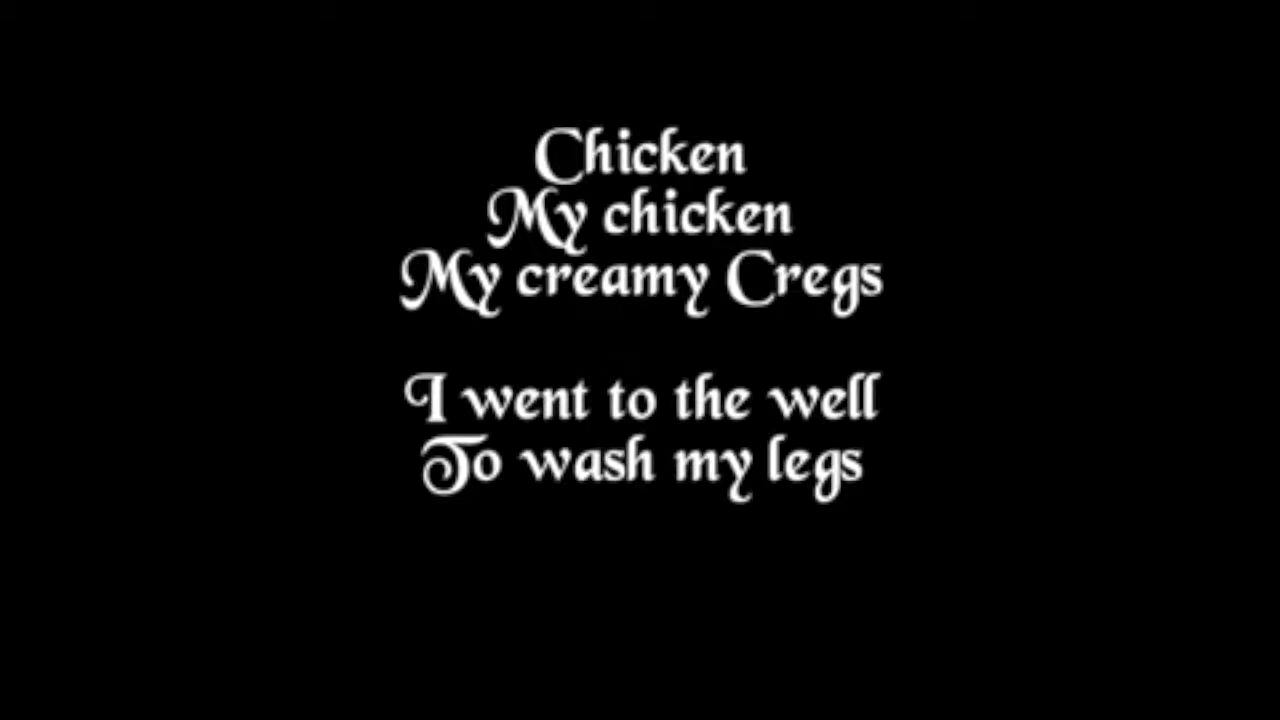 Chicken
My chicken
My creamy Cregs
I went to the well
To wash my legs